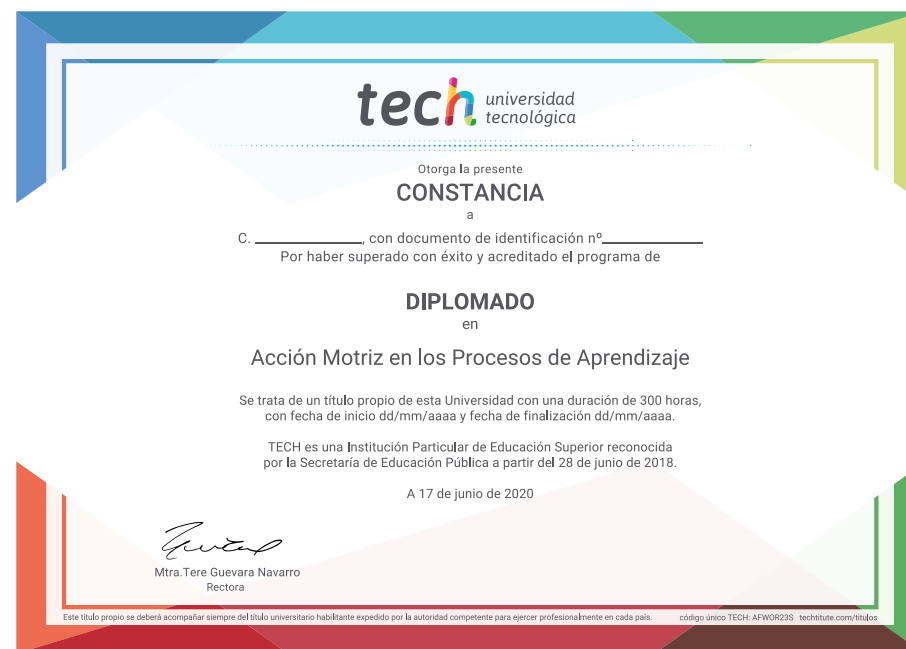 tech universidad
tecnológica
Otorga la presente
CONSTANCIA
a
C. ____________, con documento de identificación nº____________
Por haber superado con éxito y acreditado el programa de
DIPLOMADO
en
Acción Motriz en los Procesos de Aprendizaje
Se trata de un título propio de esta Universidad con una duración de 300 horas,
con fecha de inicio dd/mm/aaaa y fecha de finalización dd/mm/aaaa.
TECH es una Institución Particular de Educación Superior reconocida
por la Secretaría de Educación Pública a partir del 28 de junio de 2018.
A 17 de junio de 2020
Mtra.Tere Guevara Navarro
Rectora
Este título propio se deberá acompañar siempre del título universitario habilitante expedido por la autoridad competente para ejercer profesionalmente en cada país. código único TECH: AFWOR23S techtitute.com/titulos